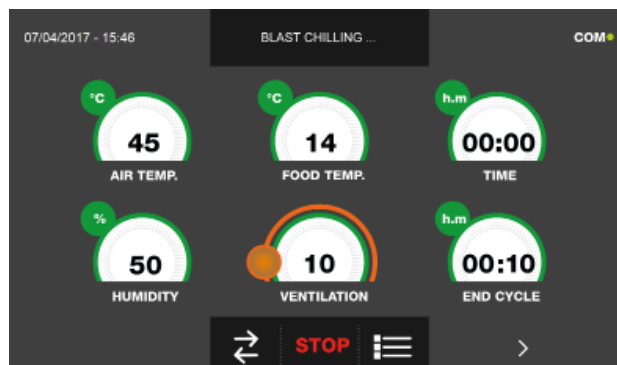 07/04/2017 - 15:46 BLAST CHILLING ... COM
°C °C h.m
45 14 00:00
AIR TEMP. FOOD TEMP. TIME
% h.m
50 10 00:10
HUMIDITY VENTILATION END CYCLE
STOP